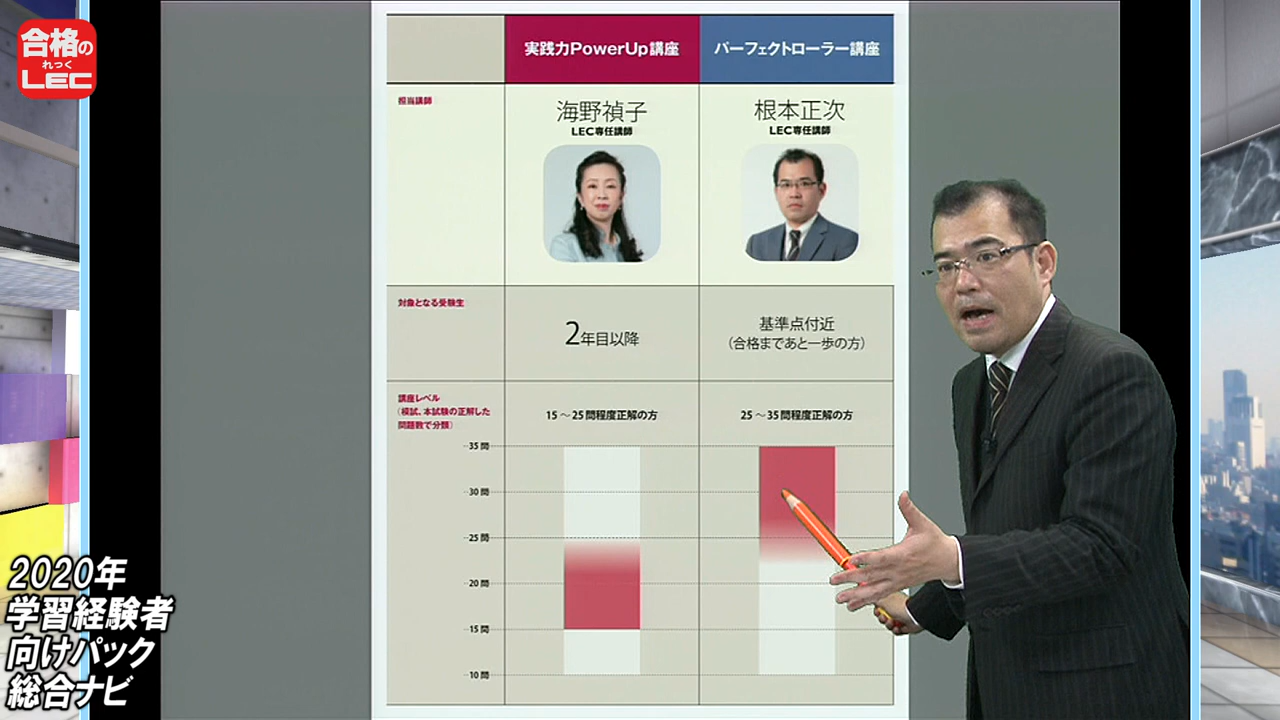 合格の
れっく
LEC
実践力PowerUp講座
パーフェクトローラー講座
担当講師
海野禎子
LEC専任講師
根本正次
LEC専任講師
対象となる受験生
2年目以降
基準点付近
(合格まであと一歩の方)
講座レベル
(模試、本試験の正解した
問題数で分類)
15～25問程度正解の方
25～35問程度正解の方
35問
30問
25問
20問
15問
10問
2020年
学習経験者
向けパック
総合ナビ